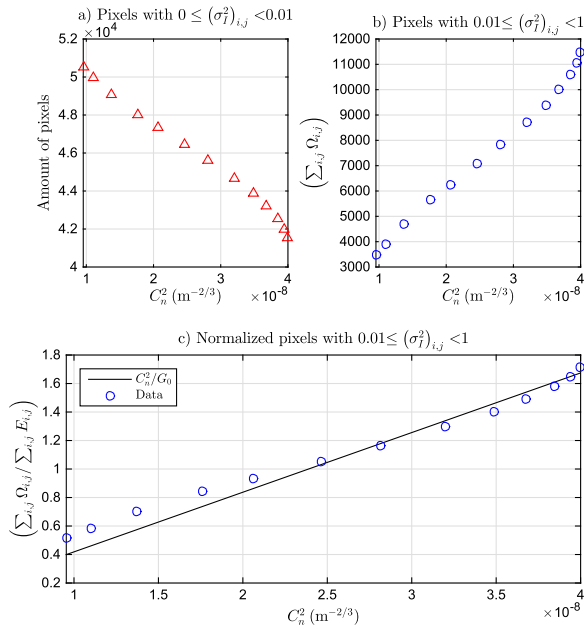 a) Pixels with 0 ≤ (σ_I^2)_{i,j} <0.01
×10^4
5.2
5
4.8
4.6
4.4
4.2
4
Amount of pixels
1 2 3 4
C_n^2 (m^{-2/3}) ×10^{-8}
b) Pixels with 0.01≤ (σ_I^2)_{i,j} <1
12000
11000
10000
9000
8000
7000
6000
5000
4000
3000
(∑_{i,j} Ω_{i,j})
1 2 3 4
C_n^2 (m^{-2/3}) ×10^{-8}
c) Normalized pixels with 0.01≤ (σ_I^2)_{i,j} <1
1.8
1.6
1.4
1.2
1
0.8
0.6
0.4
0.2
(∑_{i,j} Ω_{i,j}/ ∑_{i,j} E_{i,j})
C_n^2/G_0
Data
1 1.5 2 2.5 3 3.5 4
C_n^2 (m^{-2/3}) ×10^{-8}